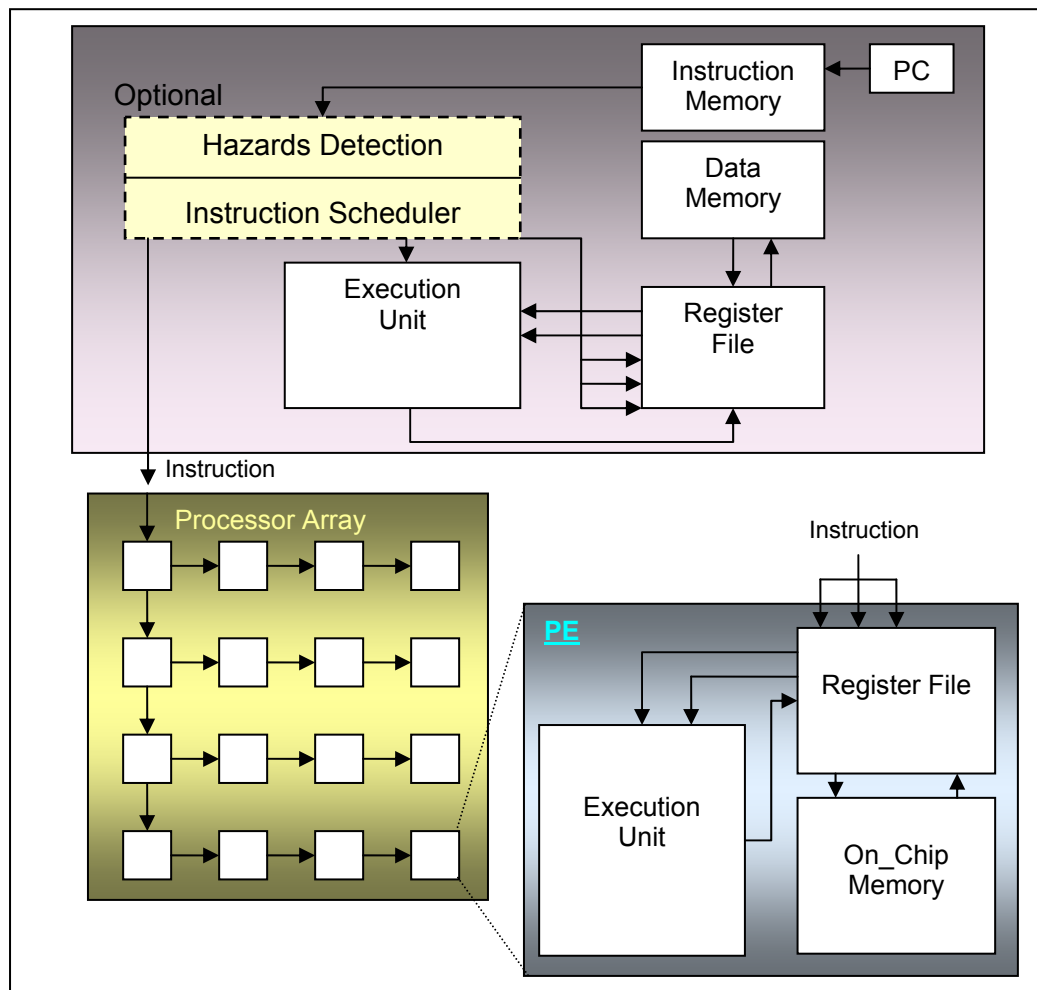 Optional
Hazards Detection
Instruction Scheduler
Instruction
Memory
PC
Data
Memory
Execution
Unit
Register
File
Instruction
Processor Array
Instruction
PE
Register File
Execution
Unit
On_Chip
Memory